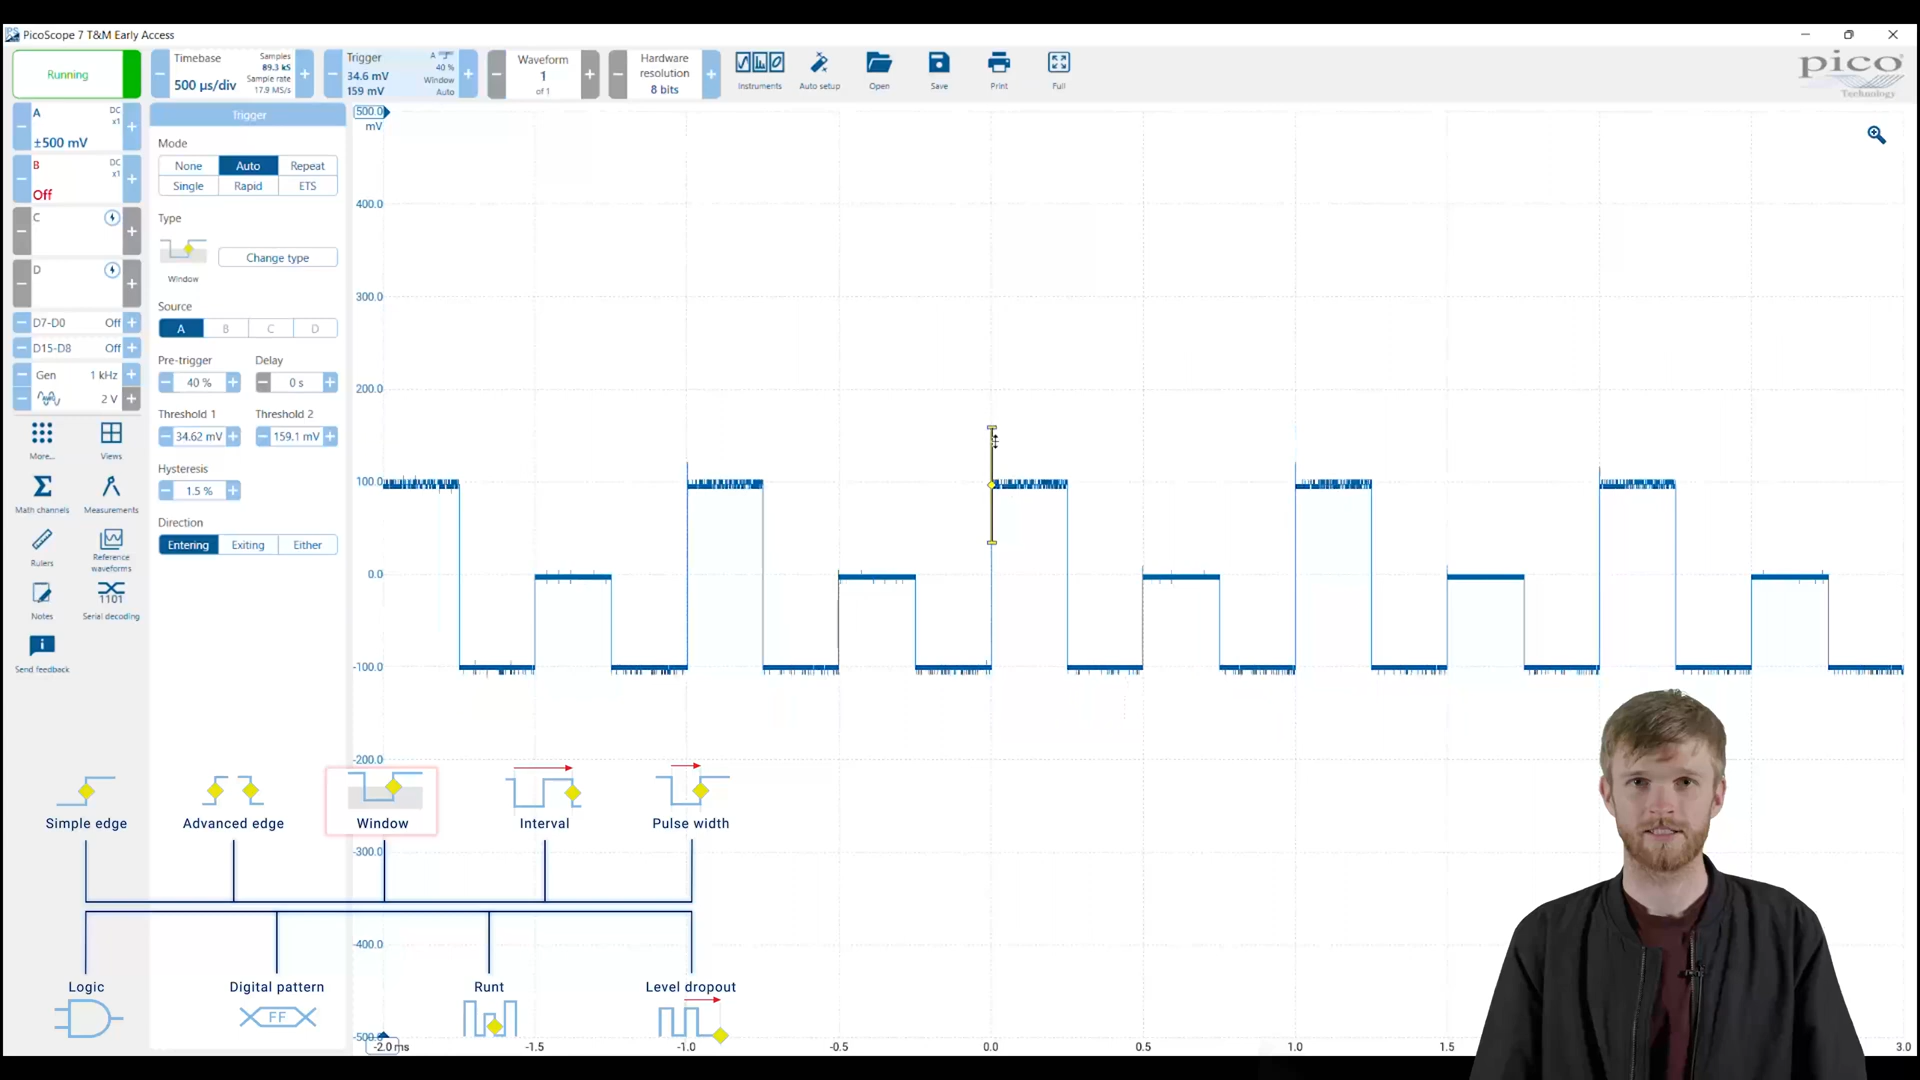 PicoScope 7 T&M Early Access
Running
Timebase
500 µs/div
Samples
89.3 kS
Sample rate
17.9 MS/s
Trigger
34.6 mV
159 mV
A
40 %
Window
Auto
Waveform
1
of 1
Hardware
resolution
8 bits
Instruments
Auto setup
Open
Save
Print
Full
pico
Technology
A
DC
x1
±500 mV
B
DC
x1
Off
C
D
D7-D0 Off
D15-D8 Off
Gen 1 kHz
2 V
More...
Views
Math channels
Measurements
Rulers
Reference
waveforms
Notes
1101
Serial decoding
Send feedback
Trigger
Mode
None Auto Repeat
Single Rapid ETS
Type
Window
Change type
Source
A B C D
Pre-trigger Delay
40 % 0 s
Threshold 1 Threshold 2
34.62 mV 159.1 mV
Hysteresis
1.5 %
Direction
Entering Exiting Either
500.0
mV
400.0
300.0
200.0
100.0
0.0
-100.0
-200.0
-300.0
-400.0
-500.0
-2.0 ms -1.5 -1.0 -0.5 0.0 0.5 1.0 1.5 3.0
Simple edge Advanced edge Window Interval Pulse width
Logic Digital pattern Runt Level dropout
FF